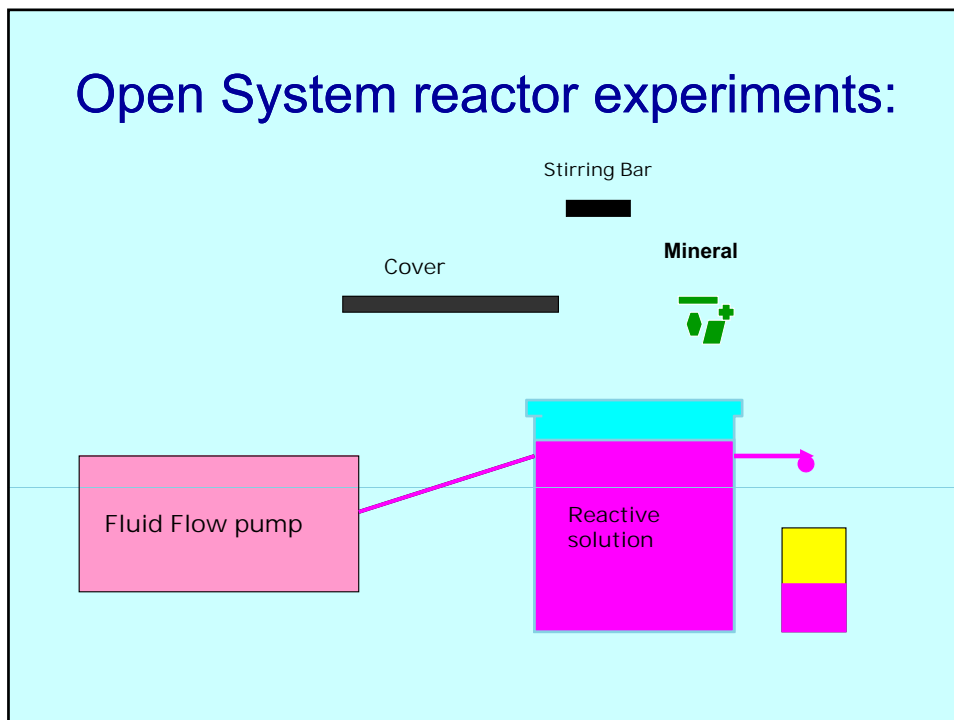 Open System reactor experiments:
Stirring Bar
Mineral
Cover
Fluid Flow pump
Reactive
solution